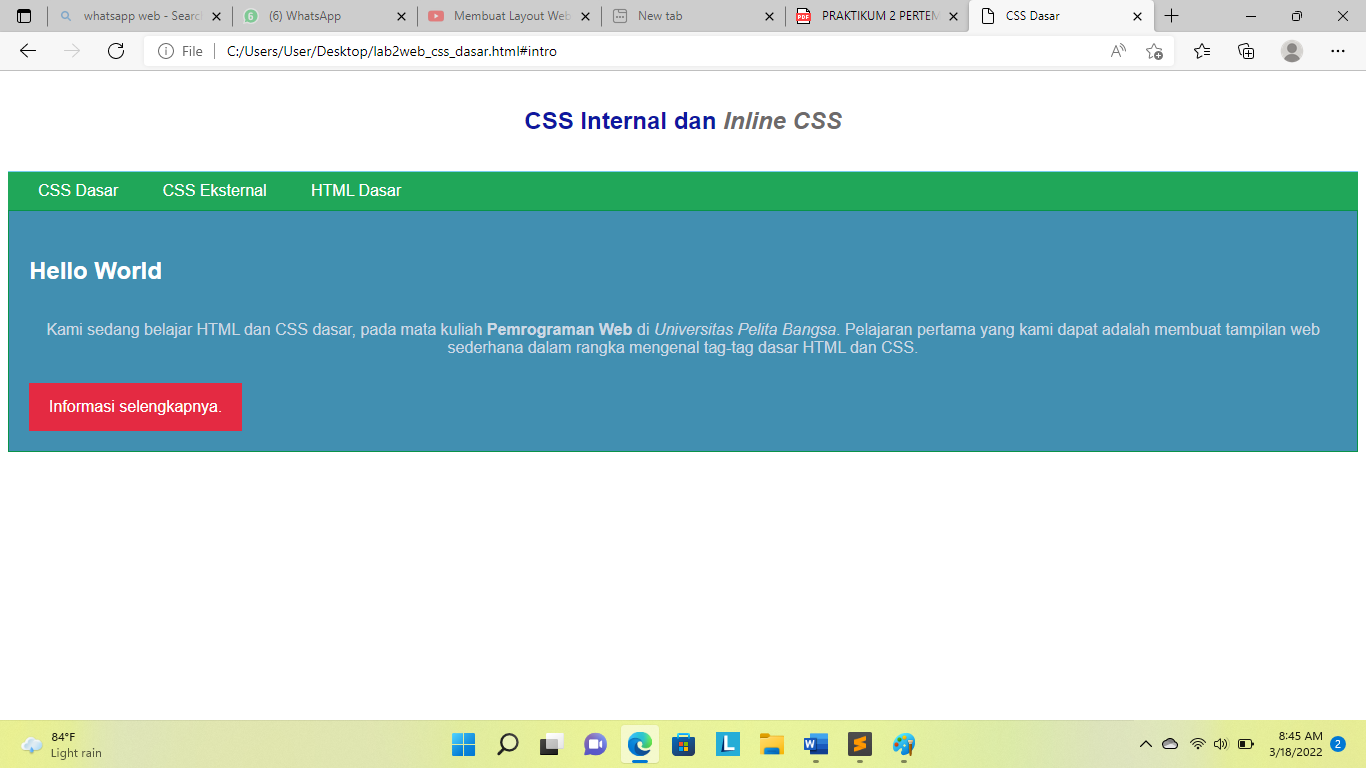 whatsapp web - Searc
6 (6) WhatsApp
Membuat Layout Web
New tab
PDF PRAKTIKUM 2 PERTEM
CSS Dasar
File C:/Users/User/Desktop/lab2web_css_dasar.html#intro
CSS Internal dan Inline CSS
CSS Dasar CSS Eksternal HTML Dasar
Hello World
Kami sedang belajar HTML dan CSS dasar, pada mata kuliah Pemrograman Web di Universitas Pelita Bangsa. Pelajaran pertama yang kami dapat adalah membuat tampilan web
sederhana dalam rangka mengenal tag-tag dasar HTML dan CSS.
Informasi selengkapnya.
84°F
Light rain
L
W
S
8:45 AM
3/18/2022
2